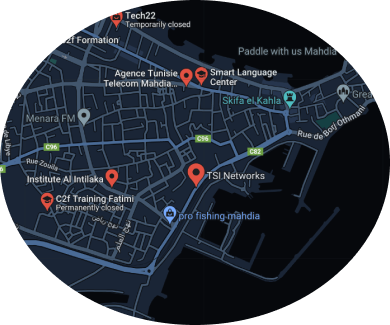 Tech22
Temporarily closed
c2f Formation
Paddle with us Mahdia
Agence Tunisie
Telecom Mahdia...
Smart Language
Center
Skifa el Kahla
Grea
Menara FM
Rue de Borj Othmani
C96
C96
C82
Rue Zouila
Institute Al Intilaka
TSI Networks
C2f Training Fatimi
Permanently closed
pro fishing mahdia